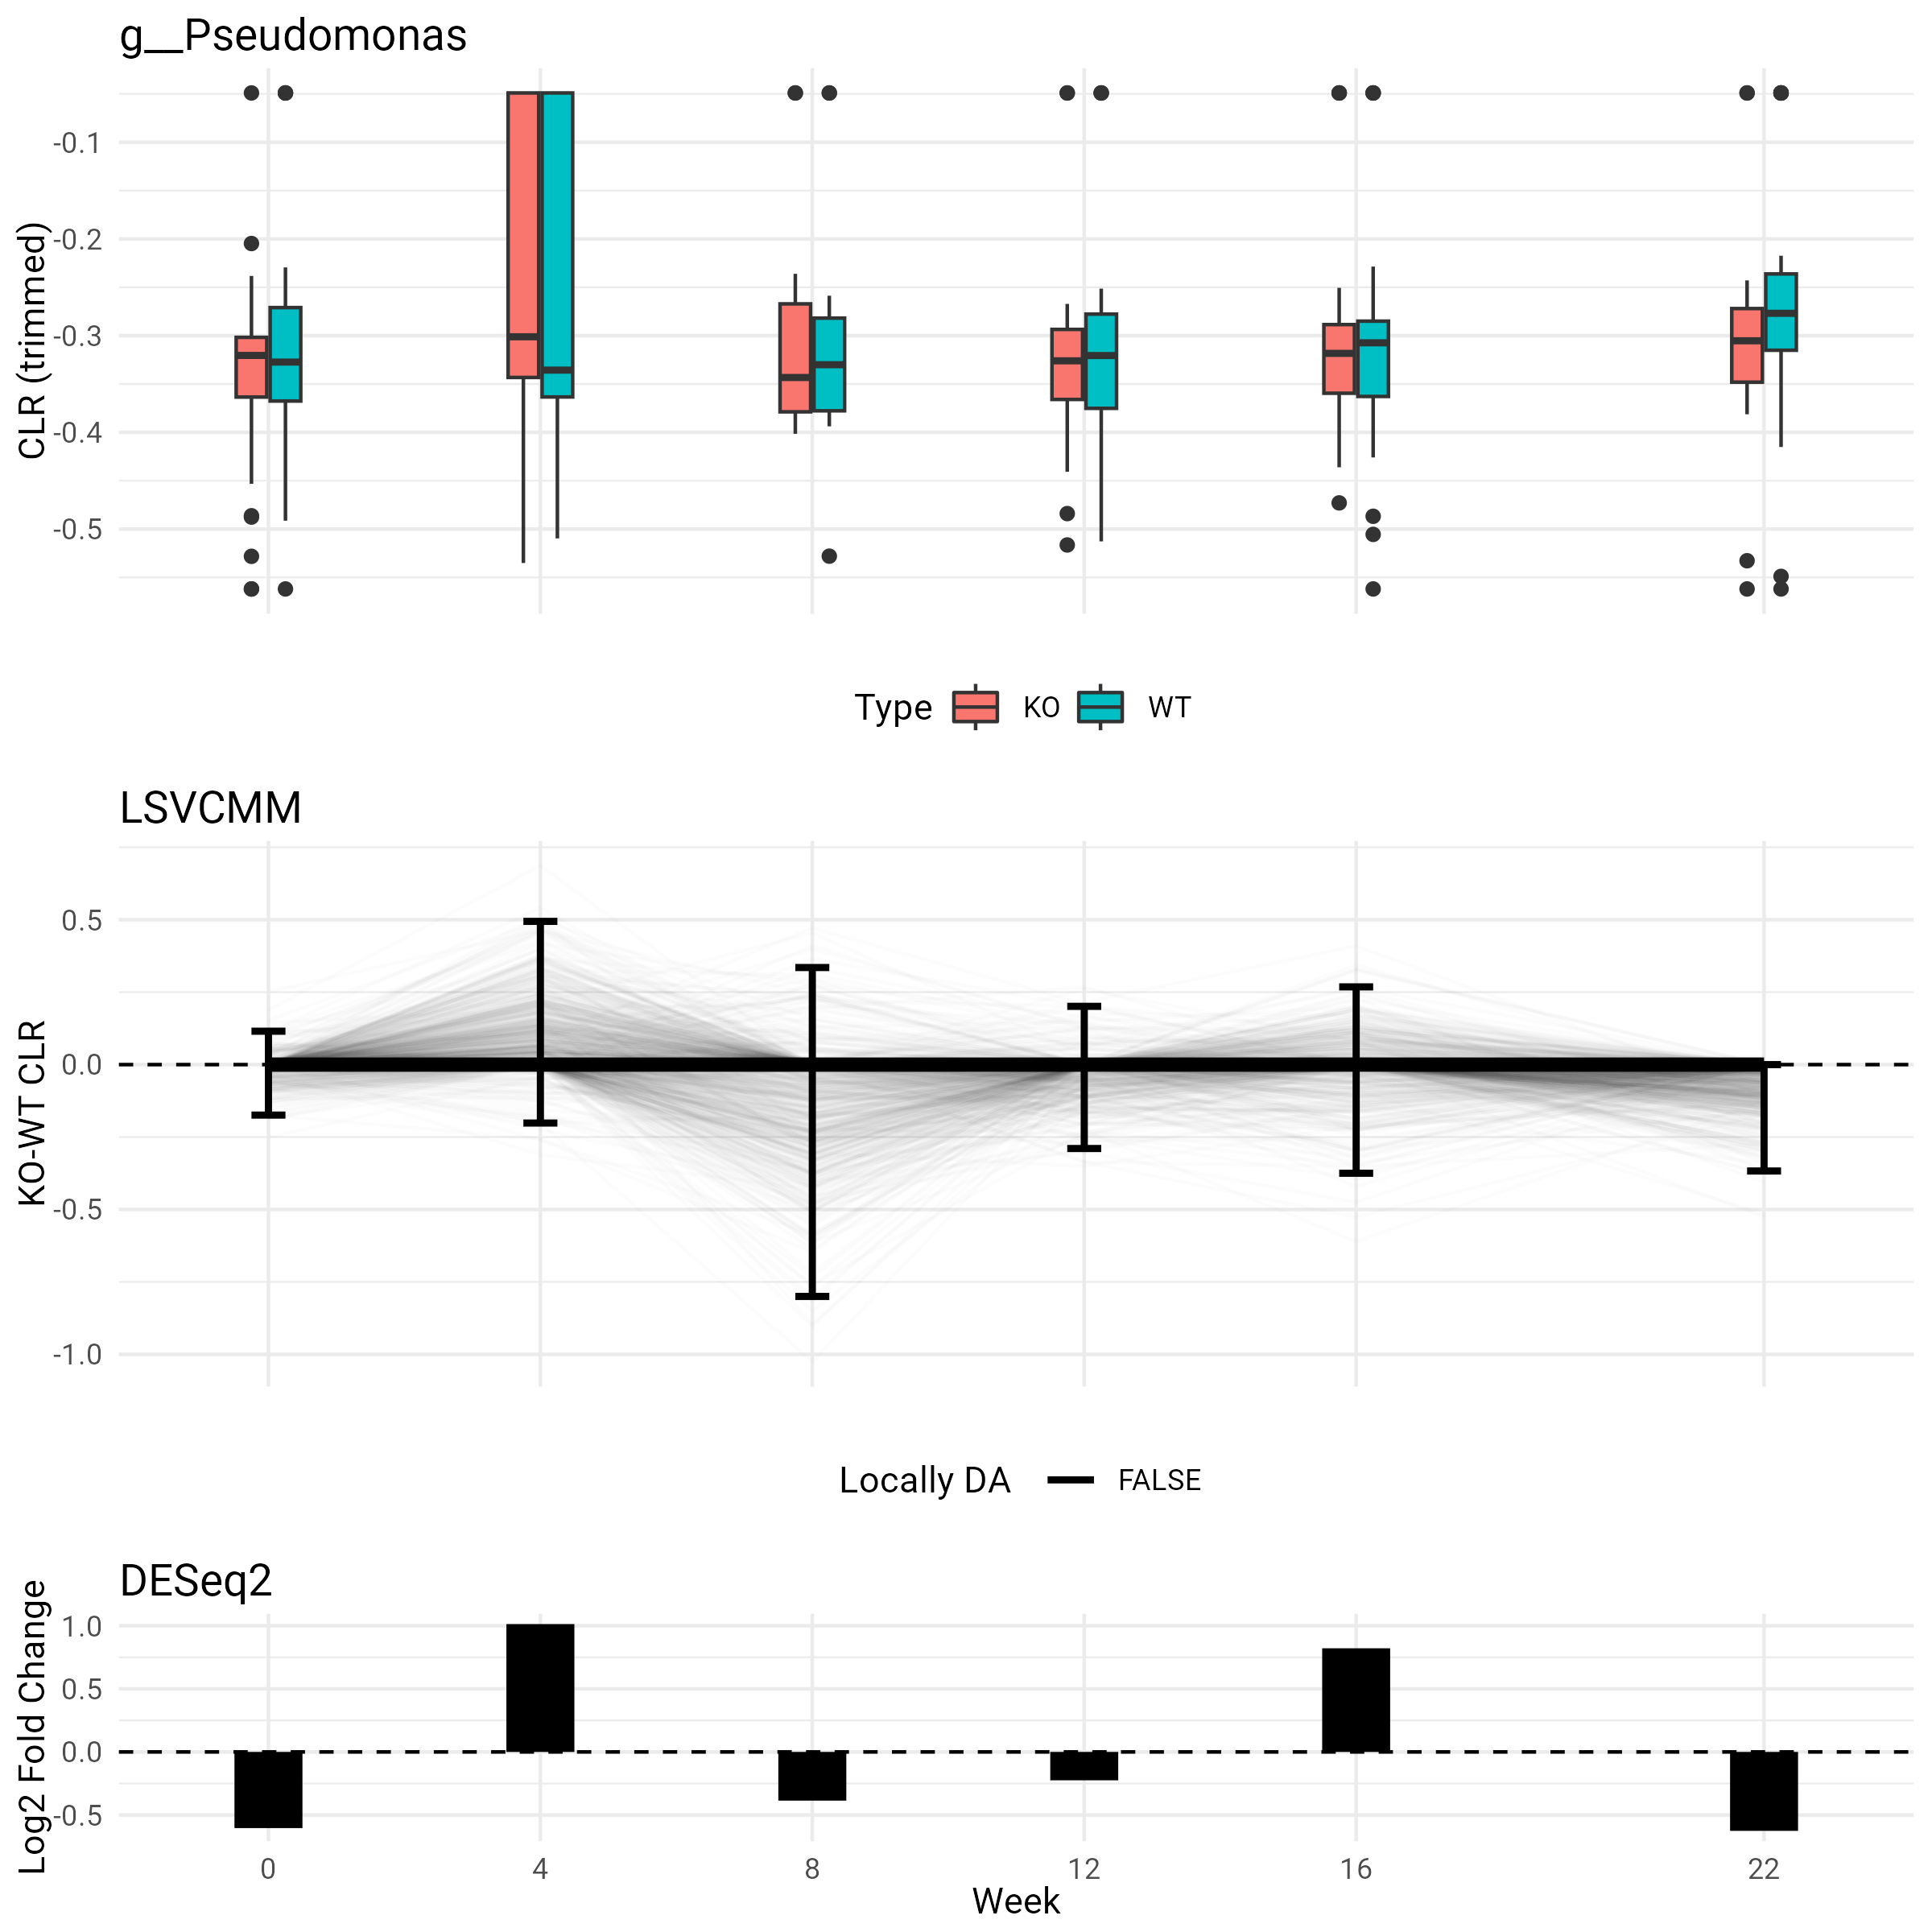 g__Pseudomonas
CLR (trimmed)
-0.1
-0.2
-0.3
-0.4
-0.5
Type KO WT
LSVCMM
KO-WT CLR
0.5
0.0
-0.5
-1.0
Locally DA FALSE
DESeq2
Log2 Fold Change
1.0
0.5
0.0
-0.5
0 4 8 12 16 22
Week